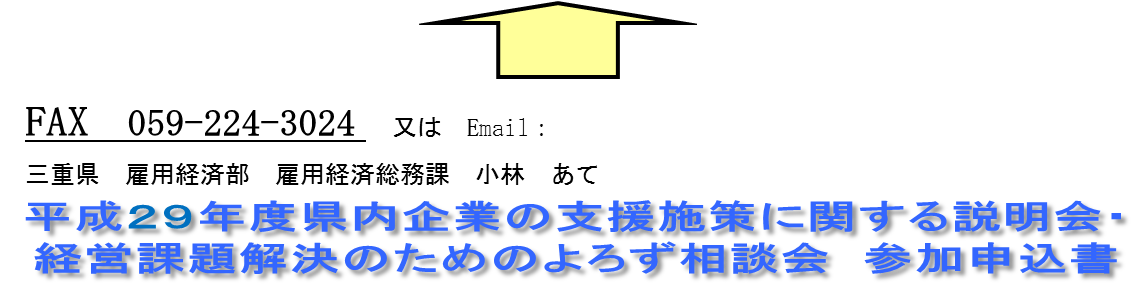 FAX　059-224-3024　又は　Email：
三重県　雇用経済部　雇用経済総務課　小林　あて
平成29年度県内企業の支援施策に関する説明会・
経営課題解決のためのよろず相談会　参加申込書